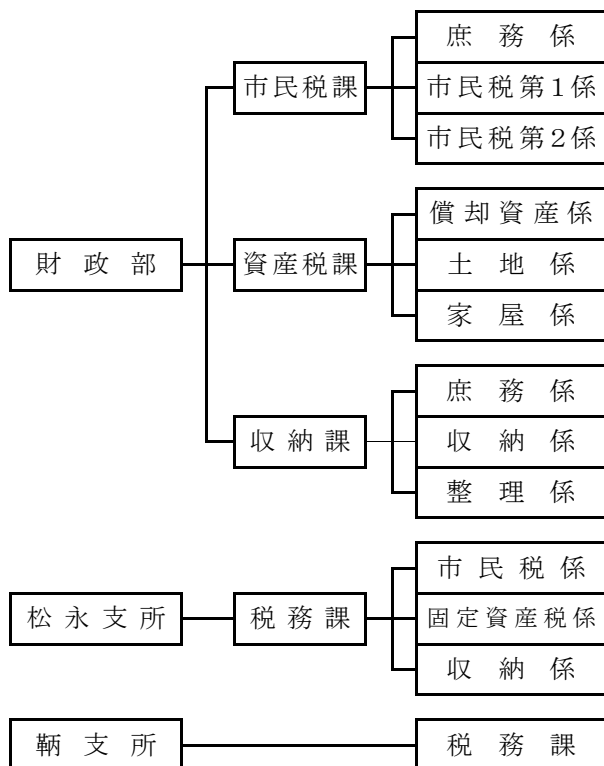 財政部
市民税課
庶務係
市民税第1係
市民税第2係
資産税課
償却資産係
土地係
家屋係
収納課
庶務係
収納係
整理係
松永支所
税務課
市民税係
固定資産税係
収納係
鞆支所
税務課